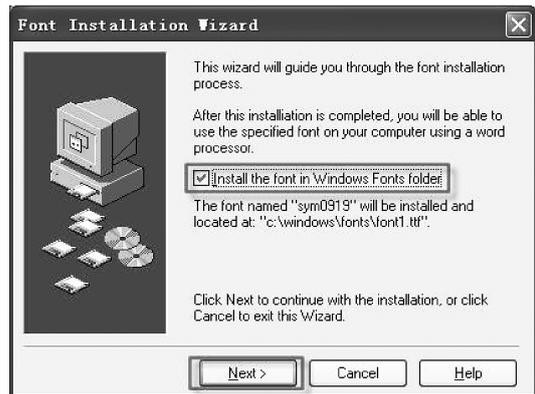 Font Installation Wizard
This wizard will guide you through the font installation
process.
After this installiation is completed, you will be able to
use the specified font on your computer using a word
processor.
Install the font in Windows Fonts folder
The font named "sym0919" will be installed and
located at: "c:\windows\fonts\font1.ttf".
Click Next to continue with the installation, or click
Cancel to exit this Wizard.
Next >
Cancel
Help